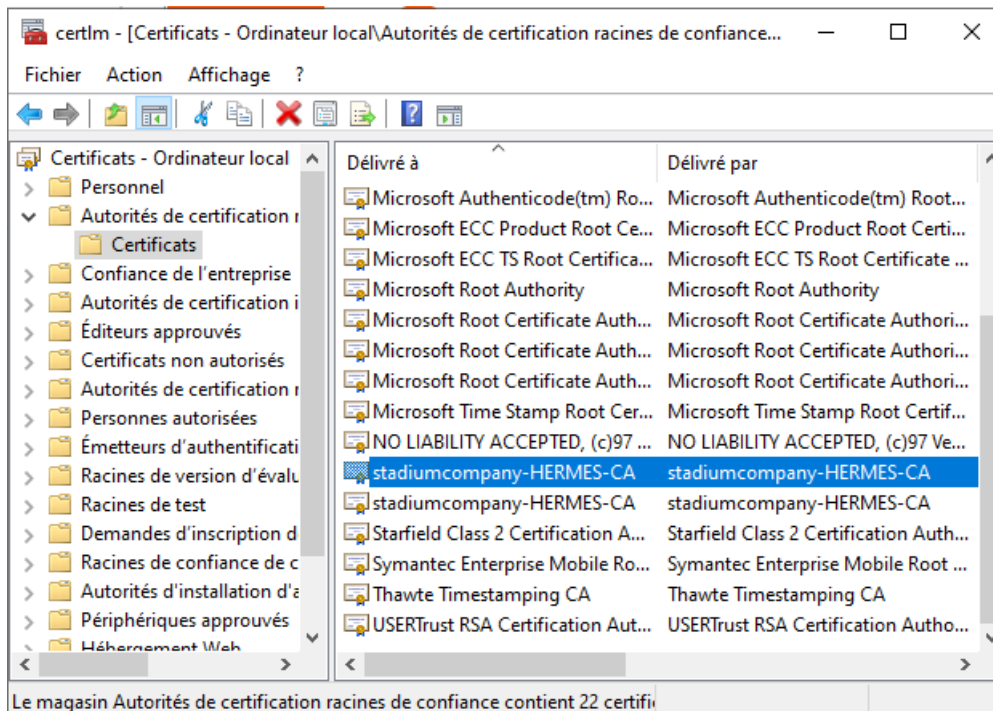 certlm - [Certificats - Ordinateur local\Autorités de certification racines de confiance...
Fichier Action Affichage ?
Certificats - Ordinateur local
Personnel
Autorités de certification r
Certificats
Confiance de l'entreprise
Autorités de certification i
Éditeurs approuvés
Certificats non autorisés
Autorités de certification r
Personnes autorisées
Émetteurs d'authentificati
Racines de version d'évalu
Racines de test
Demandes d'inscription d
Racines de confiance de c
Autorités d'installation d'a
Périphériques approuvés
Hébergement Web
Délivré à Délivré par
Microsoft Authenticode(tm) Ro... Microsoft Authenticode(tm) Root...
Microsoft ECC Product Root Ce... Microsoft ECC Product Root Certi...
Microsoft ECC TS Root Certifica... Microsoft ECC TS Root Certificate ...
Microsoft Root Authority Microsoft Root Authority
Microsoft Root Certificate Auth... Microsoft Root Certificate Authori...
Microsoft Root Certificate Auth... Microsoft Root Certificate Authori...
Microsoft Root Certificate Auth... Microsoft Root Certificate Authori...
Microsoft Time Stamp Root Cer... Microsoft Time Stamp Root Certif...
NO LIABILITY ACCEPTED, (c)97 ... NO LIABILITY ACCEPTED, (c)97 Ve...
stadiumcompany-HERMES-CA stadiumcompany-HERMES-CA
stadiumcompany-HERMES-CA stadiumcompany-HERMES-CA
Starfield Class 2 Certification A... Starfield Class 2 Certification Auth...
Symantec Enterprise Mobile Ro... Symantec Enterprise Mobile Root ...
Thawte Timestamping CA Thawte Timestamping CA
USERTrust RSA Certification Aut... USERTrust RSA Certification Autho...
Le magasin Autorités de certification racines de confiance contient 22 certifi